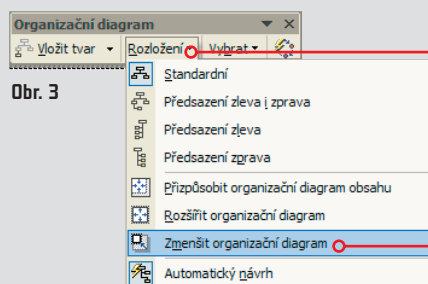 Organizační diagram
Vložit tvar Rozložení Vybrat
Standardní
Obr. 3
Předsazení zleva i zprava
Předsazení zleva
Předsazení zprava
Přizpůsobit organizační diagram obsahu
Rozšířit organizační diagram
Zmenšit organizační diagram
Automatický návrh